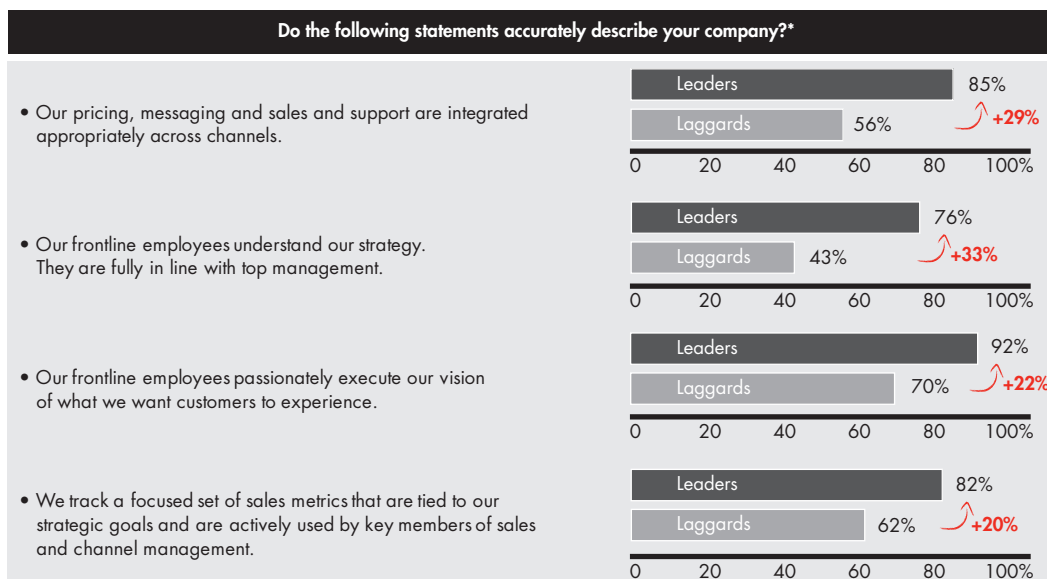 Do the following statements accurately describe your company?*
• Our pricing, messaging and sales and support are integrated
appropriately across channels.
Leaders 85%
Laggards 56%
+29%
0 20 40 60 80 100%
• Our frontline employees understand our strategy.
They are fully in line with top management.
Leaders 76%
Laggards 43%
+33%
0 20 40 60 80 100%
• Our frontline employees passionately execute our vision
of what we want customers to experience.
Leaders 92%
Laggards 70%
+22%
0 20 40 60 80 100%
• We track a focused set of sales metrics that are tied to our
strategic goals and are actively used by key members of sales
and channel management.
Leaders 82%
Laggards 62%
+20%
0 20 40 60 80 100%